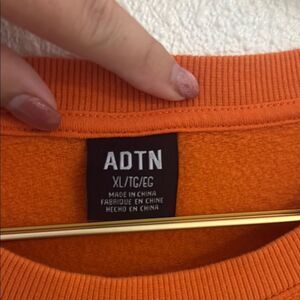 ADTN
XL/TG/EG
MADE IN CHINA
FABRIQUÉ EN CHINE
HECHO EN CHINA